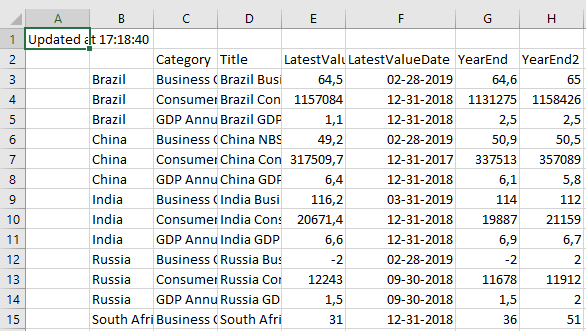 A B C D E F G H
1 Updated at 17:18:40
2 Category Title LatestValu LatestValueDate YearEnd YearEnd2
3 Brazil Business C Brazil Busi 64,5 02-28-2019 64,6 65
4 Brazil Consumer Brazil Con 1157084 12-31-2018 1131275 1158426
5 Brazil GDP Annu Brazil GDP 1,1 12-31-2018 2,5 2,5
6 China Business C China NBS 49,2 02-28-2019 50,9 50,5
7 China Consumer China Con 317509,7 12-31-2017 337513 357089
8 China GDP Annu China GDP 6,4 12-31-2018 6,1 5,8
9 India Business C India Busi 116,2 03-31-2019 114 112
10 India Consumer India Cons 20671,4 12-31-2018 19887 21159
11 India GDP Annu India GDP 6,6 12-31-2018 6,9 6,7
12 Russia Business C Russia Bus -2 02-28-2019 -2 2
13 Russia Consumer Russia Cor 12243 09-30-2018 11678 11912
14 Russia GDP Annu Russia GD 1,5 09-30-2018 1,5 2
15 South Afri Business C South Afri 31 12-31-2018 36 51